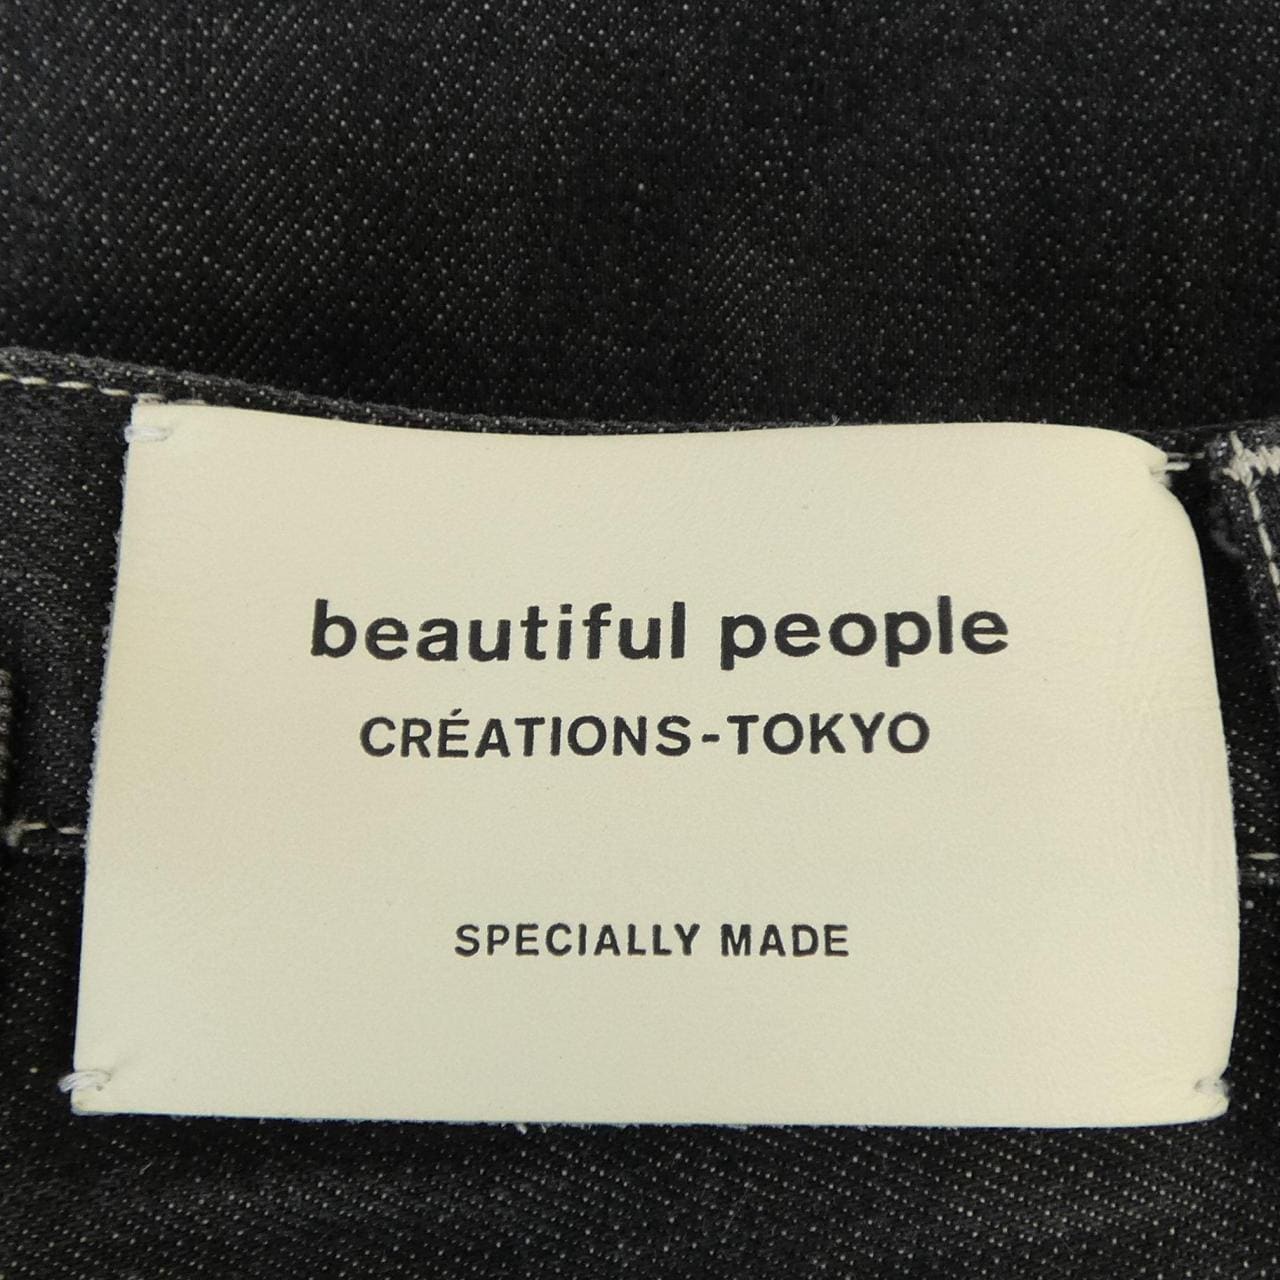 beautiful people
CRÉATIONS-TOKYO
SPECIALLY MADE